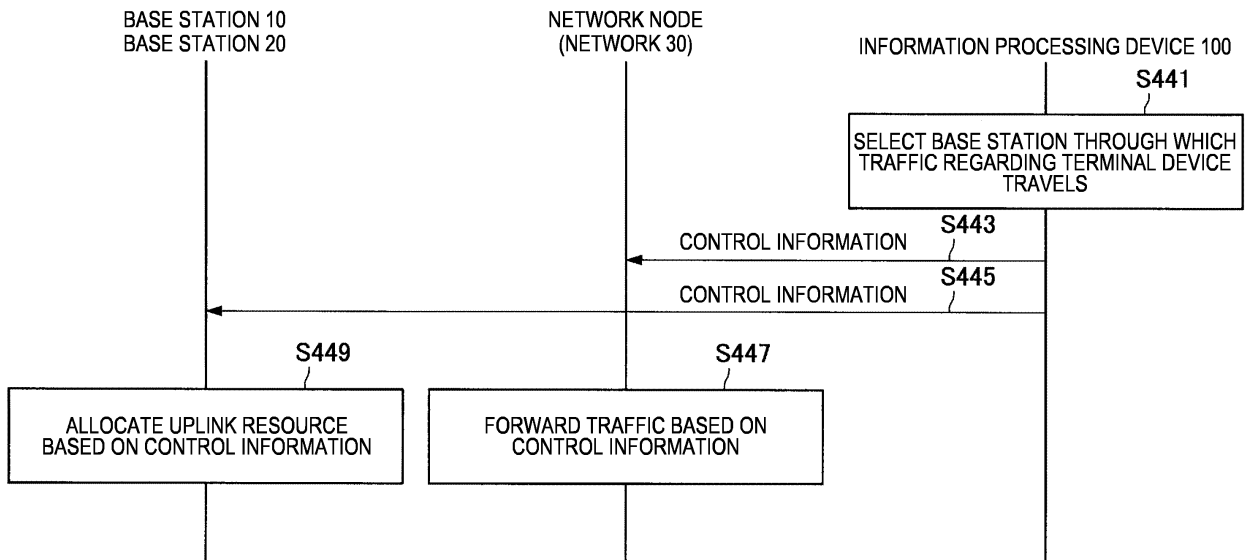 BASE STATION 10
BASE STATION 20
NETWORK NODE
(NETWORK 30)
INFORMATION PROCESSING DEVICE 100
S441
SELECT BASE STATION THROUGH WHICH
TRAFFIC REGARDING TERMINAL DEVICE
TRAVELS
S443
CONTROL INFORMATION
S445
CONTROL INFORMATION
S449
S447
ALLOCATE UPLINK RESOURCE
BASED ON CONTROL INFORMATION
FORWARD TRAFFIC BASED ON
CONTROL INFORMATION